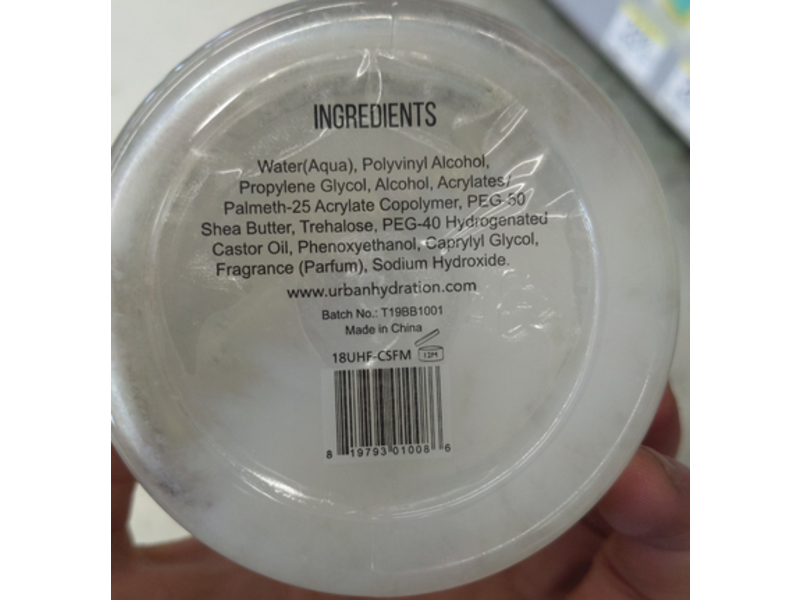 INGREDIENTS
Water(Aqua), Polyvinyl Alcohol,
Propylene Glycol, Alcohol, Acrylates/
Palmeth-25 Acrylate Copolymer, PEG-50
Shea Butter, Trehalose, PEG-40 Hydrogenated
Castor Oil, Phenoxyethanol, Caprylyl Glycol,
Fragrance (Parfum), Sodium Hydroxide.
www.urbanhydration.com
Batch No.: T19BB1001
Made in China
18UHF-CSFM 12M
8 19793 01008 6